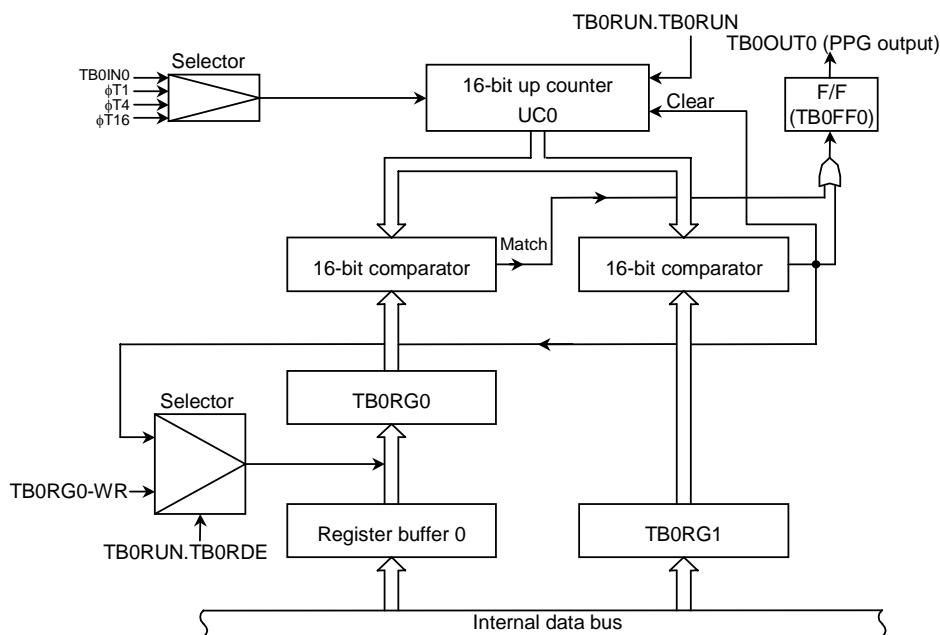 TB0RUN.TB0RUN
TB0OUT0 (PPG output)
Selector
TB0IN0
ϕT1
ϕT4
ϕT16
16-bit up counter
UC0
Clear
F/F
(TB0FF0)
16-bit comparator
Match
16-bit comparator
TB0RG0
Selector
TB0RG0-WR
TB0RUN.TB0RDE
Register buffer 0
TB0RG1
Internal data bus